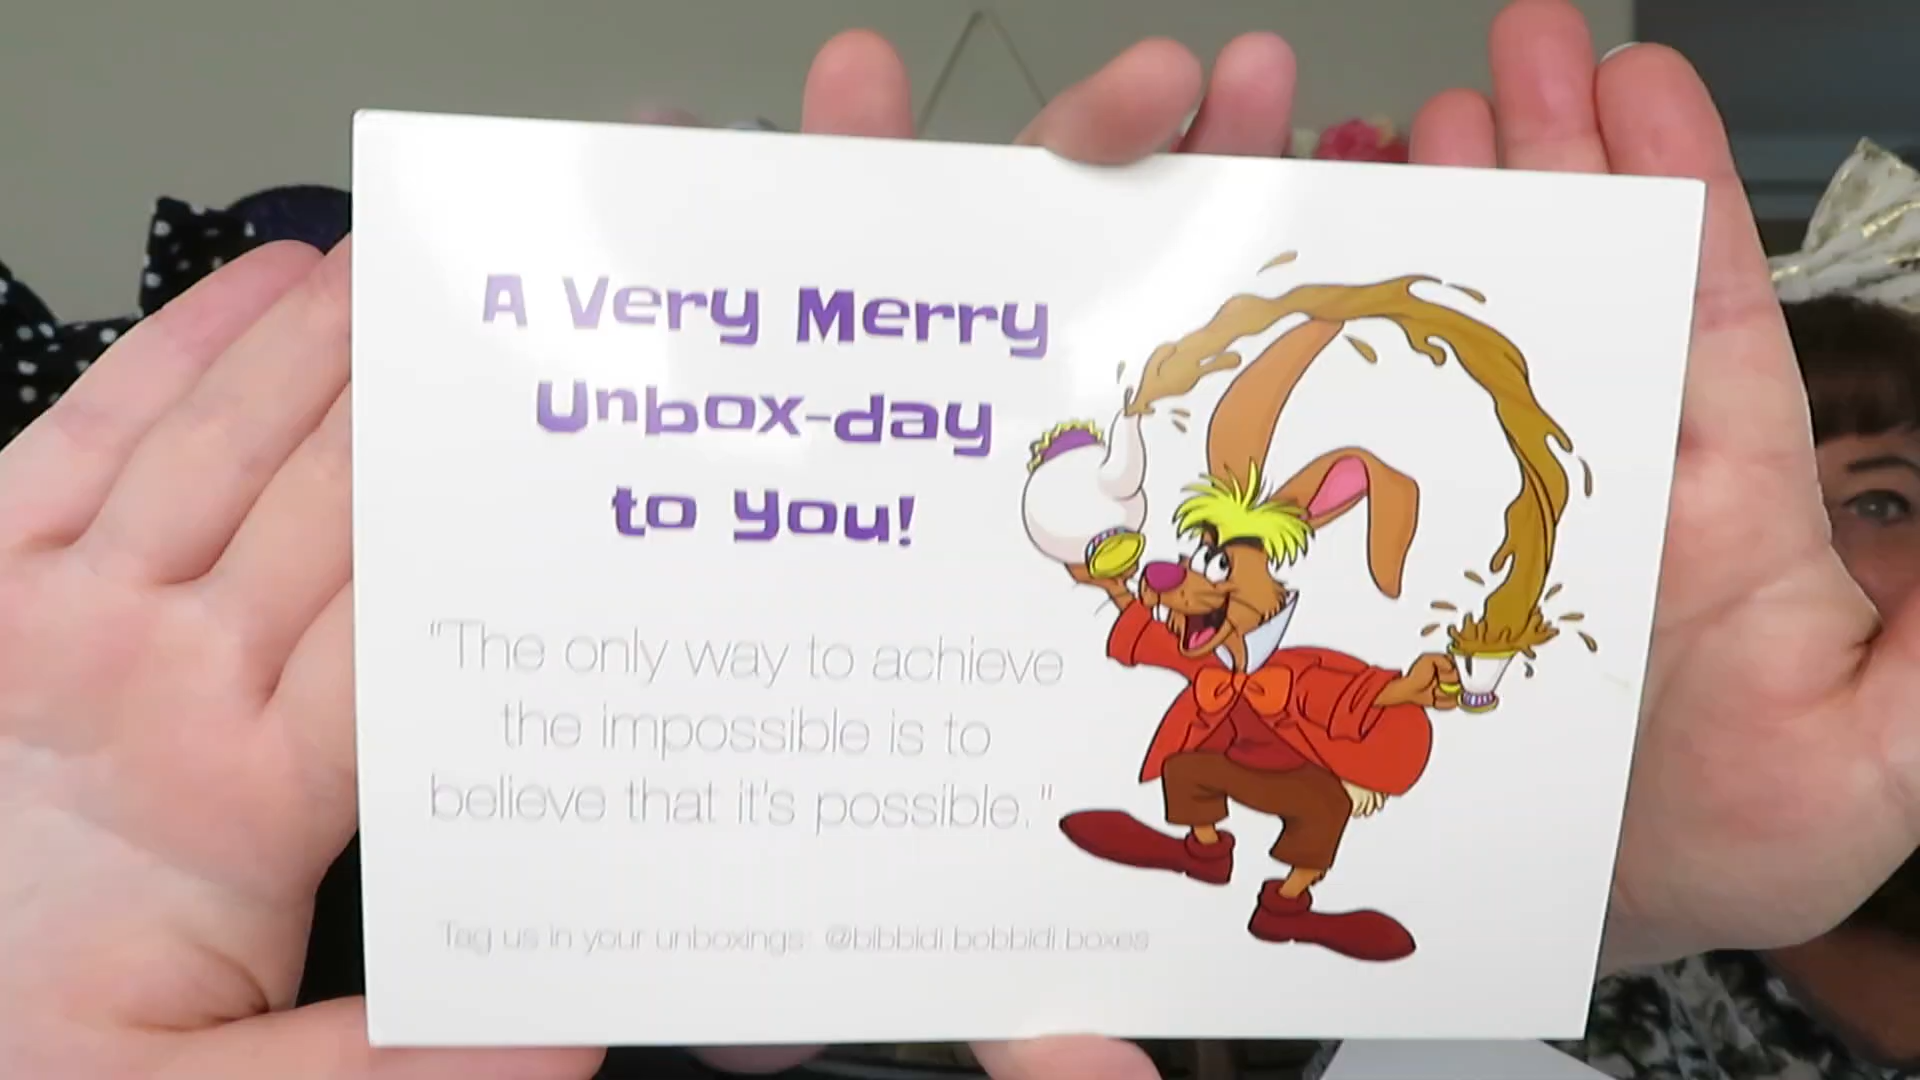 A Very Merry
Unbox-day
to You!
"The only way to achieve
the impossible is to
believe that it's possible."
Tag us in your unboxings: @bibbidi.bobbidi.boxes